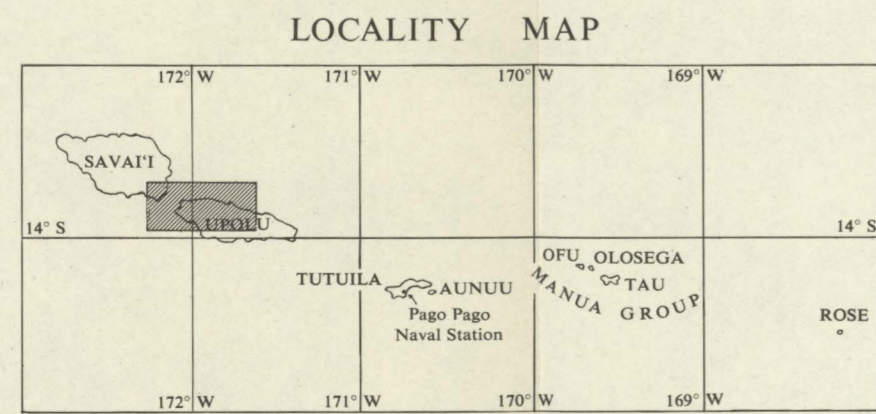 LOCALITY MAP
172° W 171° W 170° W 169° W
SAVAI‘I
UPOLU
14° S 14° S
OFU OLOSEGA
TUTUILA AUNUU TAU
MANUA GROUP
Pago Pago
Naval Station
ROSE
172° W 171° W 170° W 169° W